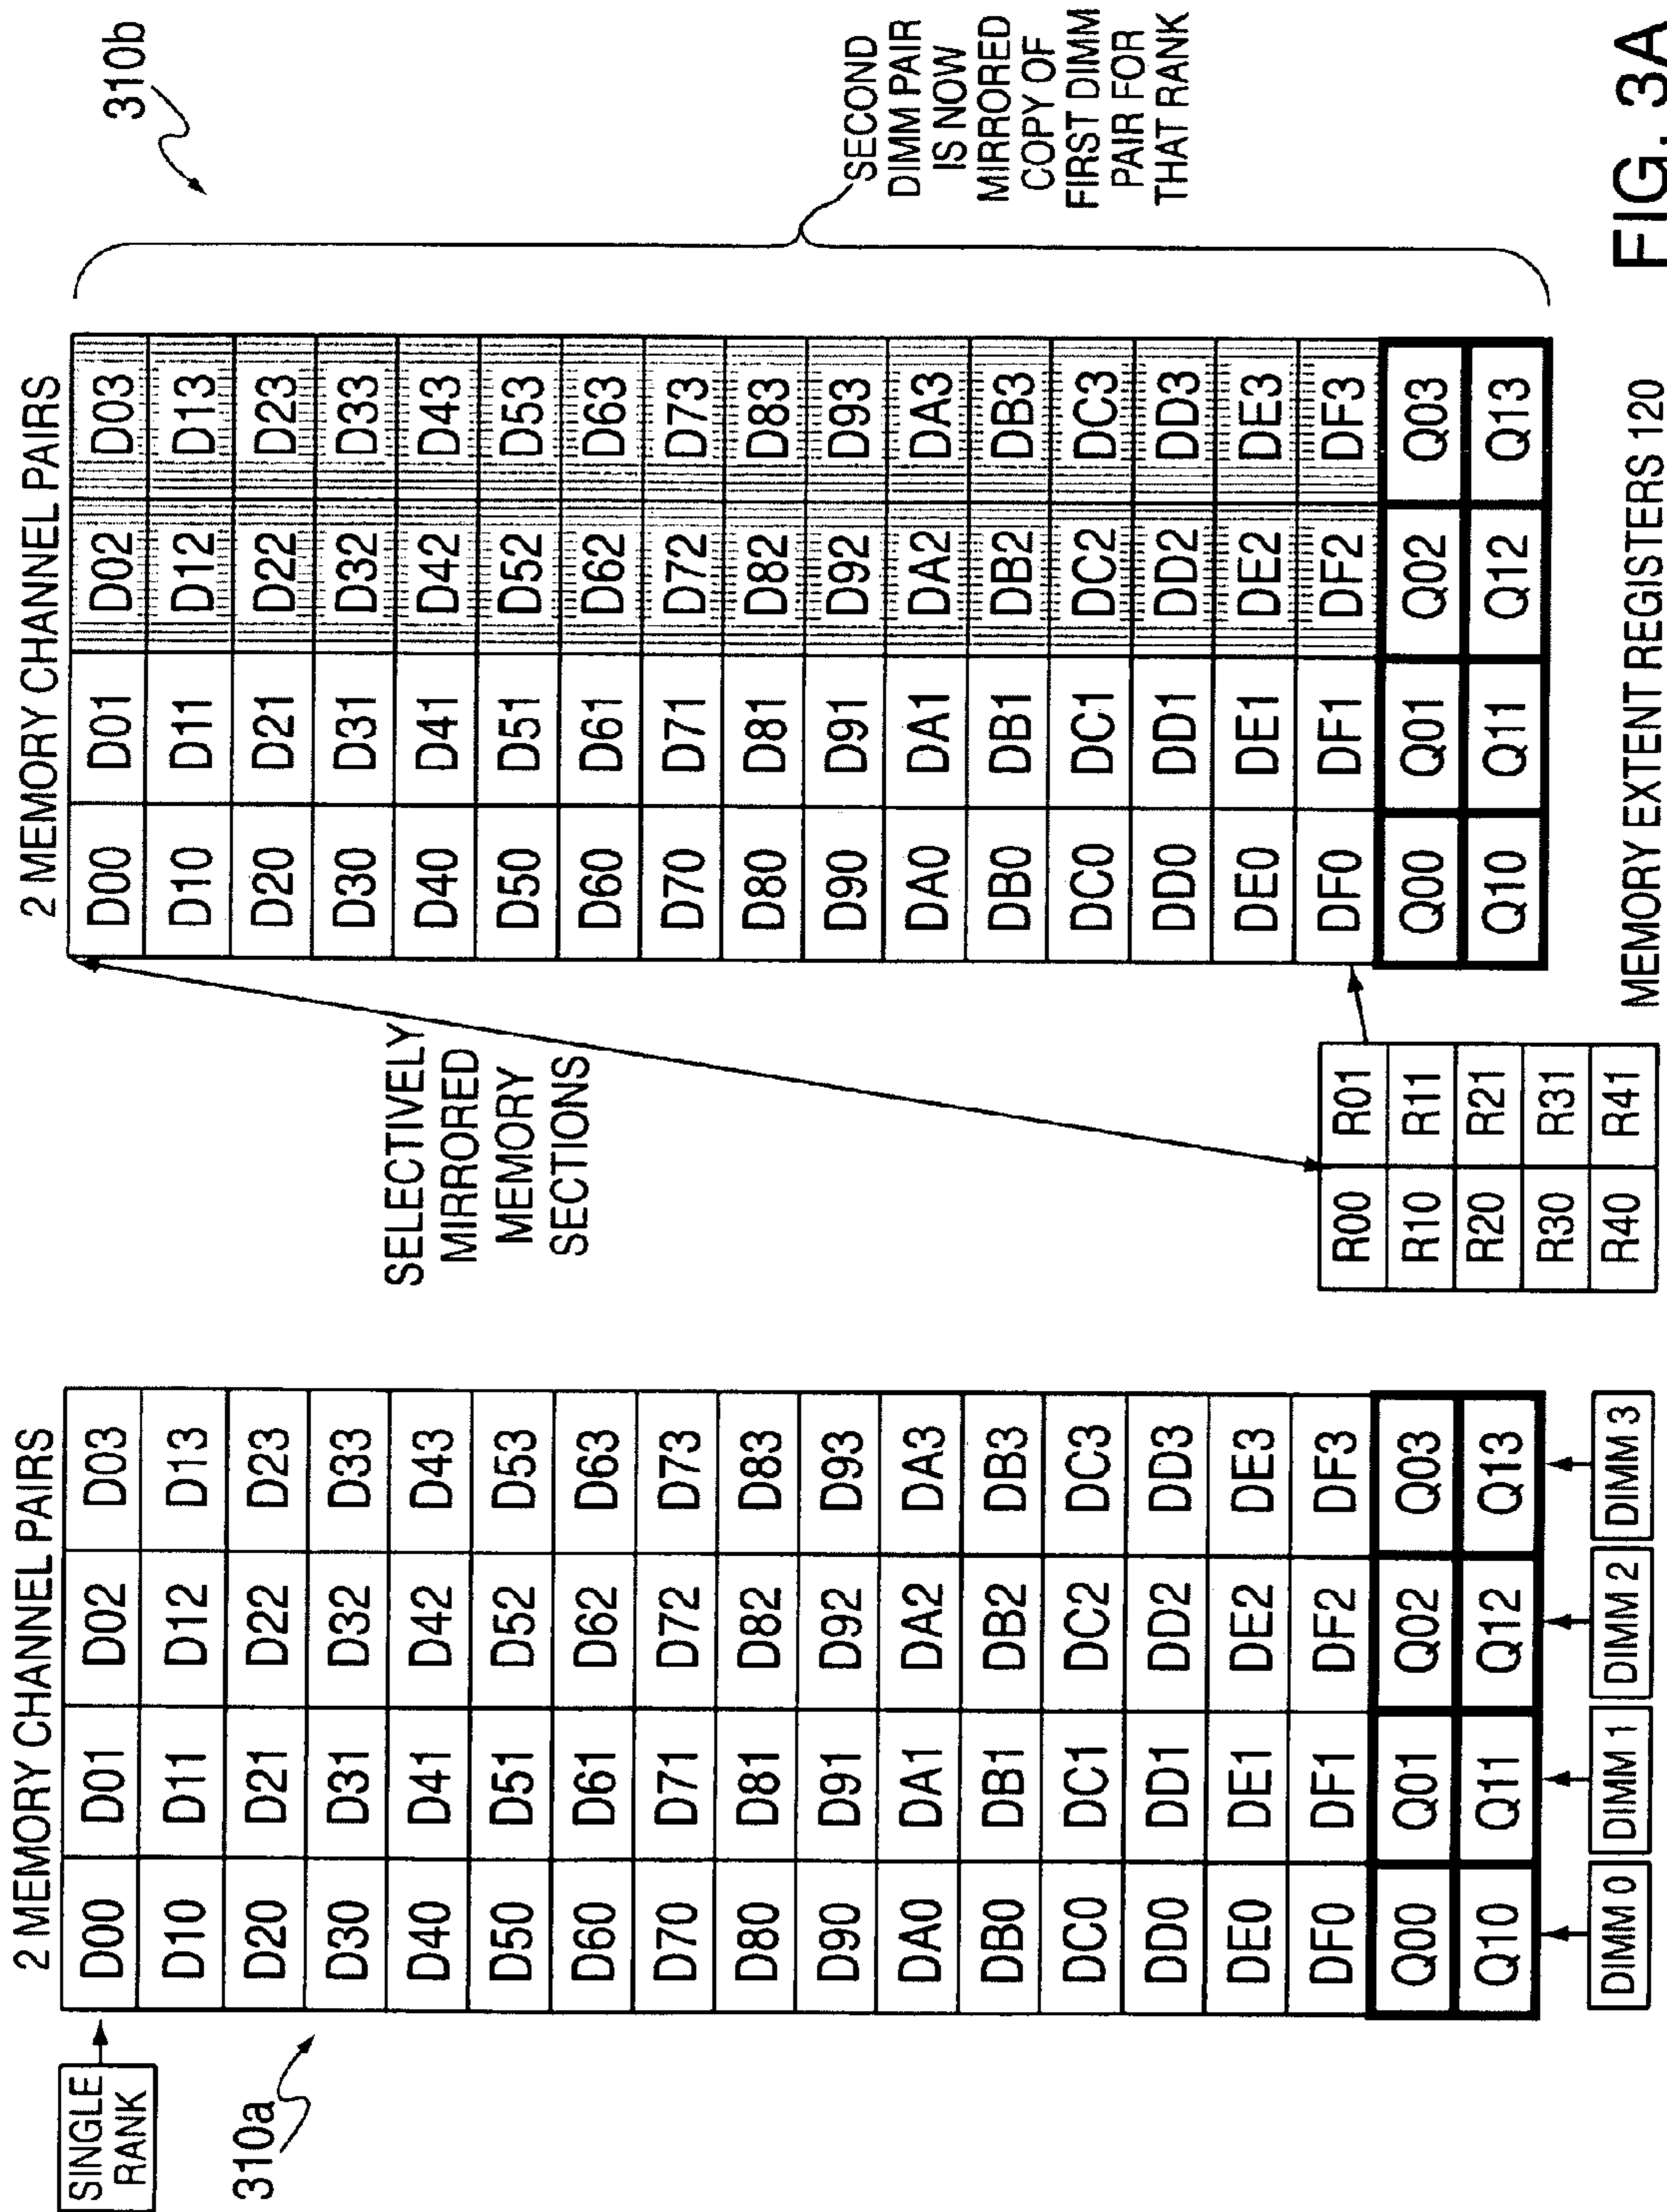 2 MEMORY CHANNEL PAIRS
SINGLE
RANK
310a
D00 D01 D02 D03
D10 D11 D12 D13
D20 D21 D22 D23
D30 D31 D32 D33
D40 D41 D42 D43
D50 D51 D52 D53
D60 D61 D62 D63
D70 D71 D72 D73
D80 D81 D82 D83
D90 D91 D92 D93
DA0 DA1 DA2 DA3
DB0 DB1 DB2 DB3
DC0 DC1 DC2 DC3
DD0 DD1 DD2 DD3
DE0 DE1 DE2 DE3
DF0 DF1 DF2 DF3
Q00 Q01 Q02 Q03
Q10 Q11 Q12 Q13
DIMM 0 DIMM 1 DIMM 2 DIMM 3
SELECTIVELY
MIRRORED
MEMORY
SECTIONS
R00 R01
R10 R11
R20 R21
R30 R31
R40 R41
MEMORY EXTENT REGISTERS 120
2 MEMORY CHANNEL PAIRS
D00 D01 D02 D03
D10 D11 D12 D13
D20 D21 D22 D23
D30 D31 D32 D33
D40 D41 D42 D43
D50 D51 D52 D53
D60 D61 D62 D63
D70 D71 D72 D73
D80 D81 D82 D83
D90 D91 D92 D93
DA0 DA1 DA2 DA3
DB0 DB1 DB2 DB3
DC0 DC1 DC2 DC3
DD0 DD1 DD2 DD3
DE0 DE1 DE2 DE3
DF0 DF1 DF2 DF3
Q00 Q01 Q02 Q03
Q10 Q11 Q12 Q13
310b
SECOND
DIMM PAIR
IS NOW
MIRRORED
COPY OF
FIRST DIMM
PAIR FOR
THAT RANK
FIG. 3A